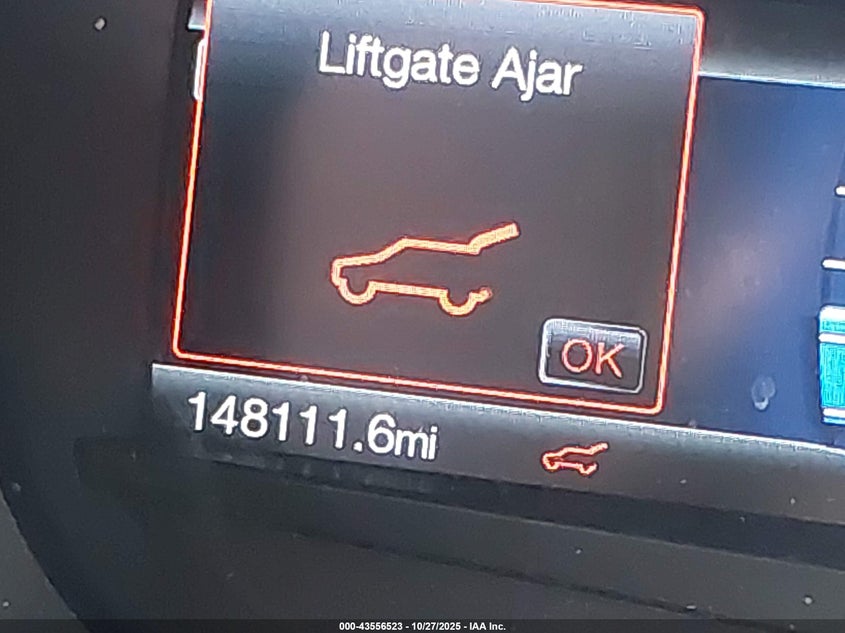 Liftgate Ajar
OK
148111.6mi
000-43556523 - 10/27/2025 - IAA Inc.